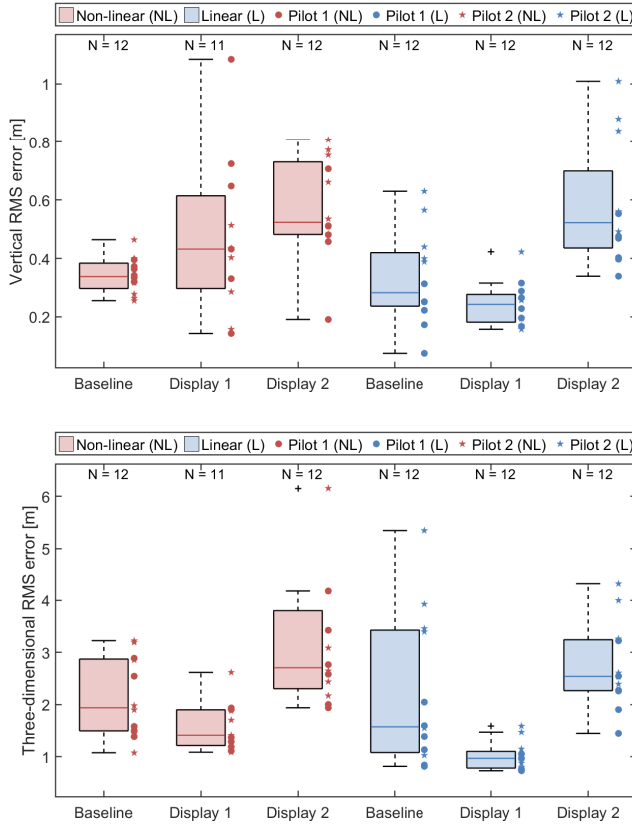 Non-linear (NL) Linear (L) Pilot 1 (NL) Pilot 1 (L) Pilot 2 (NL) Pilot 2 (L)
N = 12 N = 11 N = 12 N = 12 N = 12 N = 12
Vertical RMS error [m]
1
0.8
0.6
0.4
0.2
Baseline Display 1 Display 2 Baseline Display 1 Display 2
Non-linear (NL) Linear (L) Pilot 1 (NL) Pilot 1 (L) Pilot 2 (NL) Pilot 2 (L)
N = 12 N = 11 N = 12 N = 12 N = 12 N = 12
Three-dimensional RMS error [m]
6
5
4
3
2
1
Baseline Display 1 Display 2 Baseline Display 1 Display 2